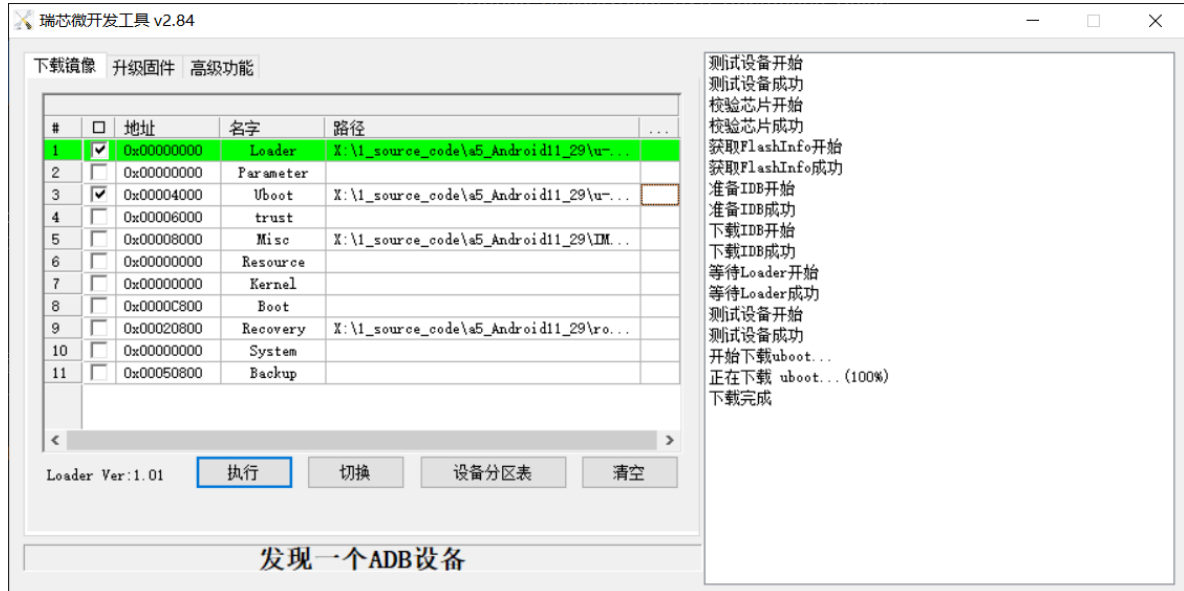 瑞芯微开发工具 v2.84
下载镜像 升级固件 高级功能
# 地址 名字 路径 ...
1 0x00000000 Loader X:\1_source_code\a5_Android11_29\u-...
2 0x00000000 Parameter
3 0x00004000 Uboot X:\1_source_code\a5_Android11_29\u-...
4 0x00006000 trust
5 0x00008000 Misc X:\1_source_code\a5_Android11_29\IM...
6 0x00000000 Resource
7 0x00000000 Kernel
8 0x0000C800 Boot
9 0x00020800 Recovery X:\1_source_code\a5_Android11_29\ro...
10 0x00000000 System
11 0x00050800 Backup
Loader Ver:1.01 执行 切换 设备分区表 清空
发现一个ADB设备
测试设备开始
测试设备成功
校验芯片开始
校验芯片成功
获取FlashInfo开始
获取FlashInfo成功
准备IDB开始
准备IDB成功
下载IDB开始
下载IDB成功
等待Loader开始
等待Loader成功
测试设备开始
测试设备成功
开始下载uboot...
正在下载 uboot...(100%)
下载完成